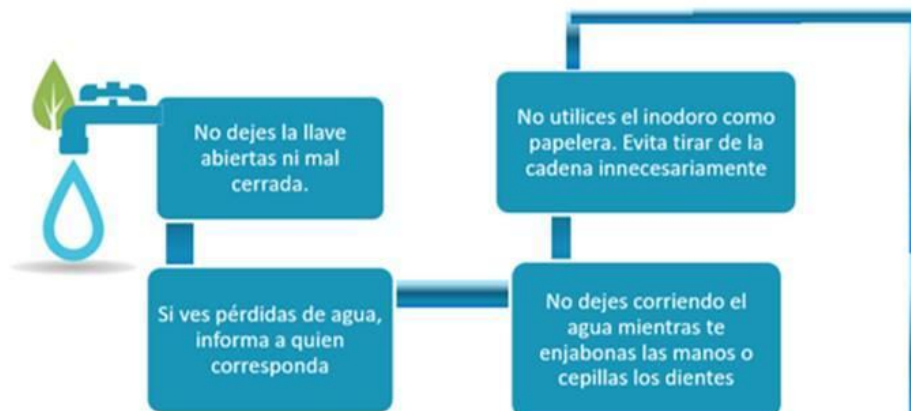 No dejes la llave
abiertas ni mal
cerrada.
Si ves pérdidas de agua,
informa a quien
corresponda
No dejes corriendo el
agua mientras te
enjabonas las manos o
cepillas los dientes
No utilices el inodoro como
papelera. Evita tirar de la
cadena innecesariamente